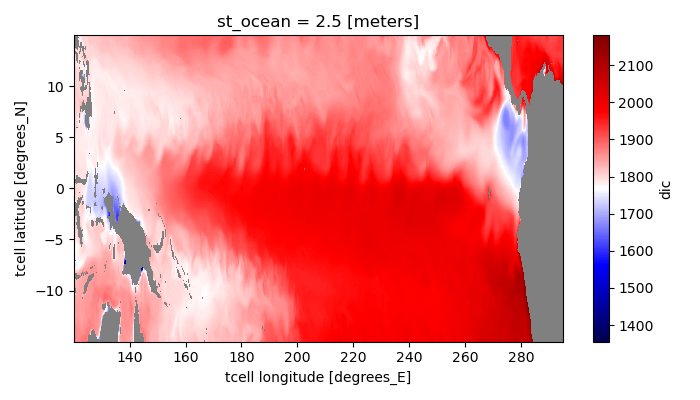 st_ocean = 2.5 [meters]
10
5
0
−5
−10
tcell latitude [degrees_N]
140 160 180 200 220 240 260 280
tcell longitude [degrees_E]
2100
2000
1900
1800
1700
1600
1500
1400
dic